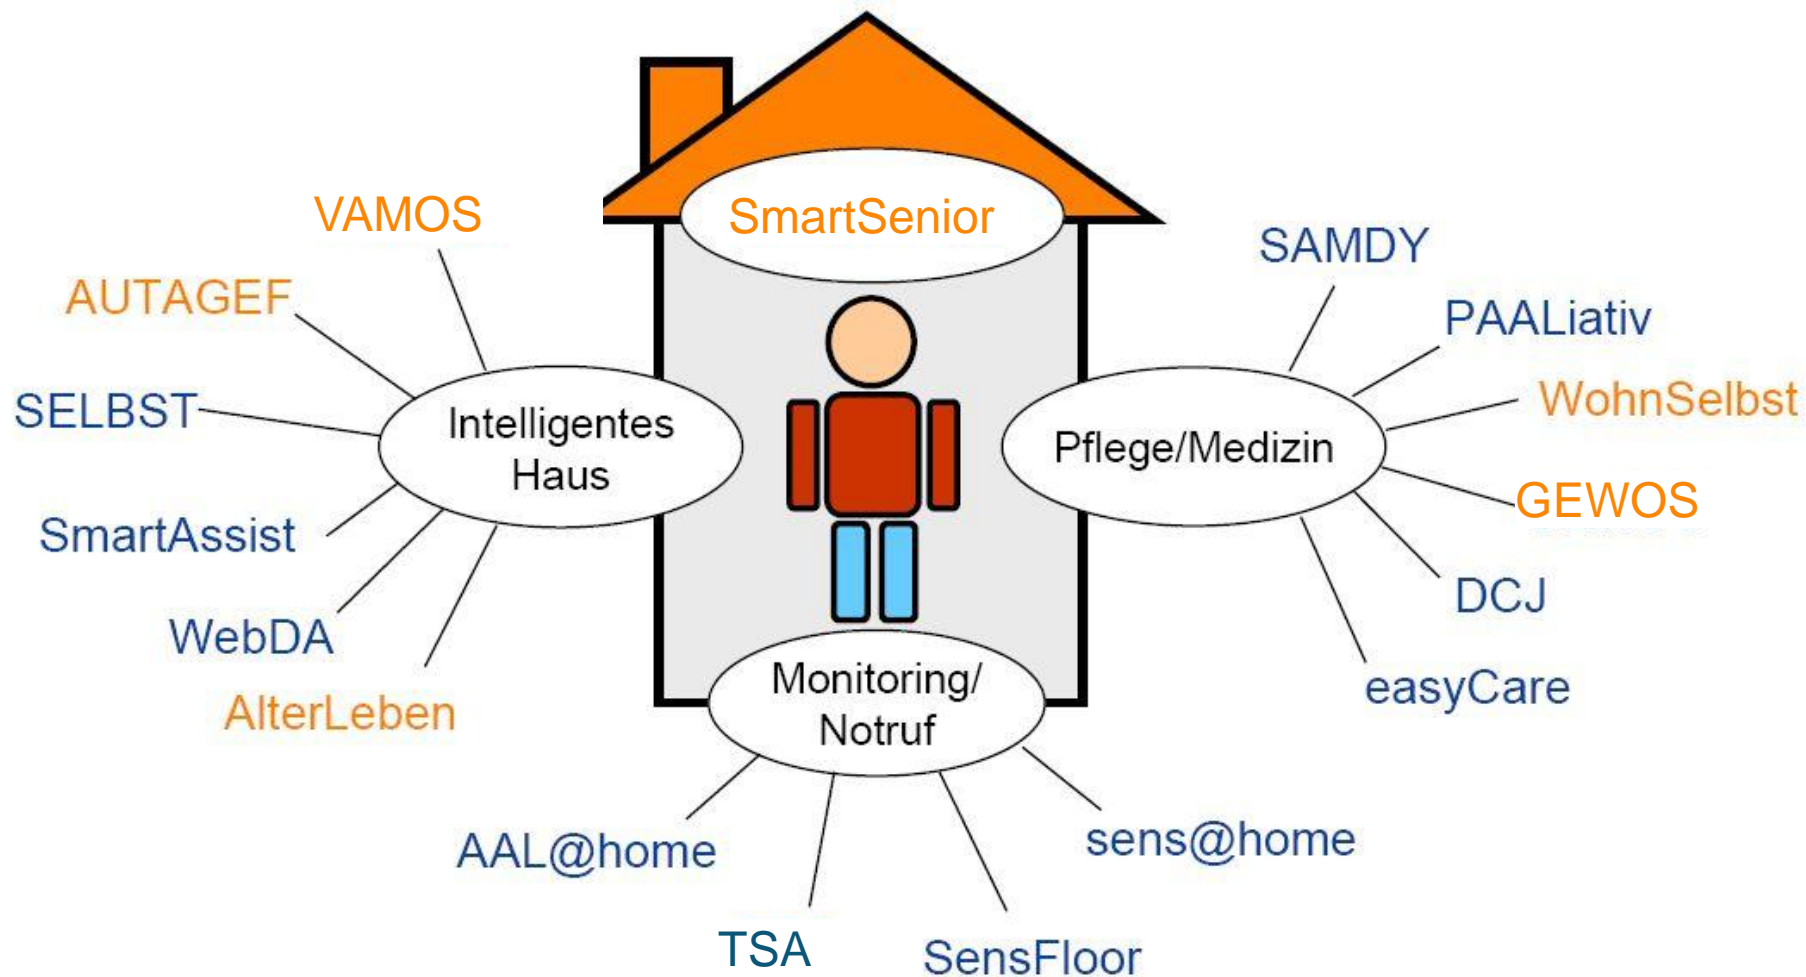 SmartSenior
VAMOS
AUTAGEF
SELBST
SmartAssist
WebDA
AlterLeben
Intelligentes
Haus
SAMDY
PAALiativ
WohnSelbst
GEWOS
DCJ
easyCare
Pflege/Medizin
Monitoring/
Notruf
AAL@home
TSA
SensFloor
sens@home